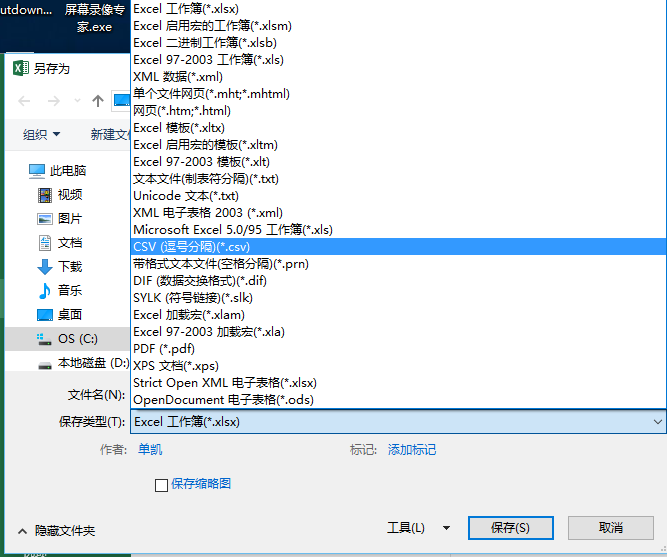 utdown...
屏幕录像专
家.exe
另存为
组织
新建文
此电脑
视频
图片
文档
下载
音乐
桌面
OS (C:)
本地磁盘 (D:)
Excel 工作簿(*.xlsx)
Excel 启用宏的工作簿(*.xlsm)
Excel 二进制工作簿(*.xlsb)
Excel 97-2003 工作簿(*.xls)
XML 数据(*.xml)
单个文件网页(*.mht;*.mhtml)
网页(*.htm;*.html)
Excel 模板(*.xltx)
Excel 启用宏的模板(*.xltm)
Excel 97-2003 模板(*.xlt)
文本文件(制表符分隔)(*.txt)
Unicode 文本(*.txt)
XML 电子表格 2003 (*.xml)
Microsoft Excel 5.0/95 工作簿(*.xls)
CSV (逗号分隔)(*.csv)
带格式文本文件(空格分隔)(*.prn)
DIF (数据交换格式)(*.dif)
SYLK (符号链接)(*.slk)
Excel 加载宏(*.xlam)
Excel 97-2003 加载宏(*.xla)
PDF (*.pdf)
XPS 文档(*.xps)
Strict Open XML 电子表格(*.xlsx)
OpenDocument 电子表格(*.ods)
文件名(N):
保存类型(T): Excel 工作簿(*.xlsx)
作者: 单凯 标记: 添加标记
保存缩略图
隐藏文件夹 工具(L) 保存(S) 取消